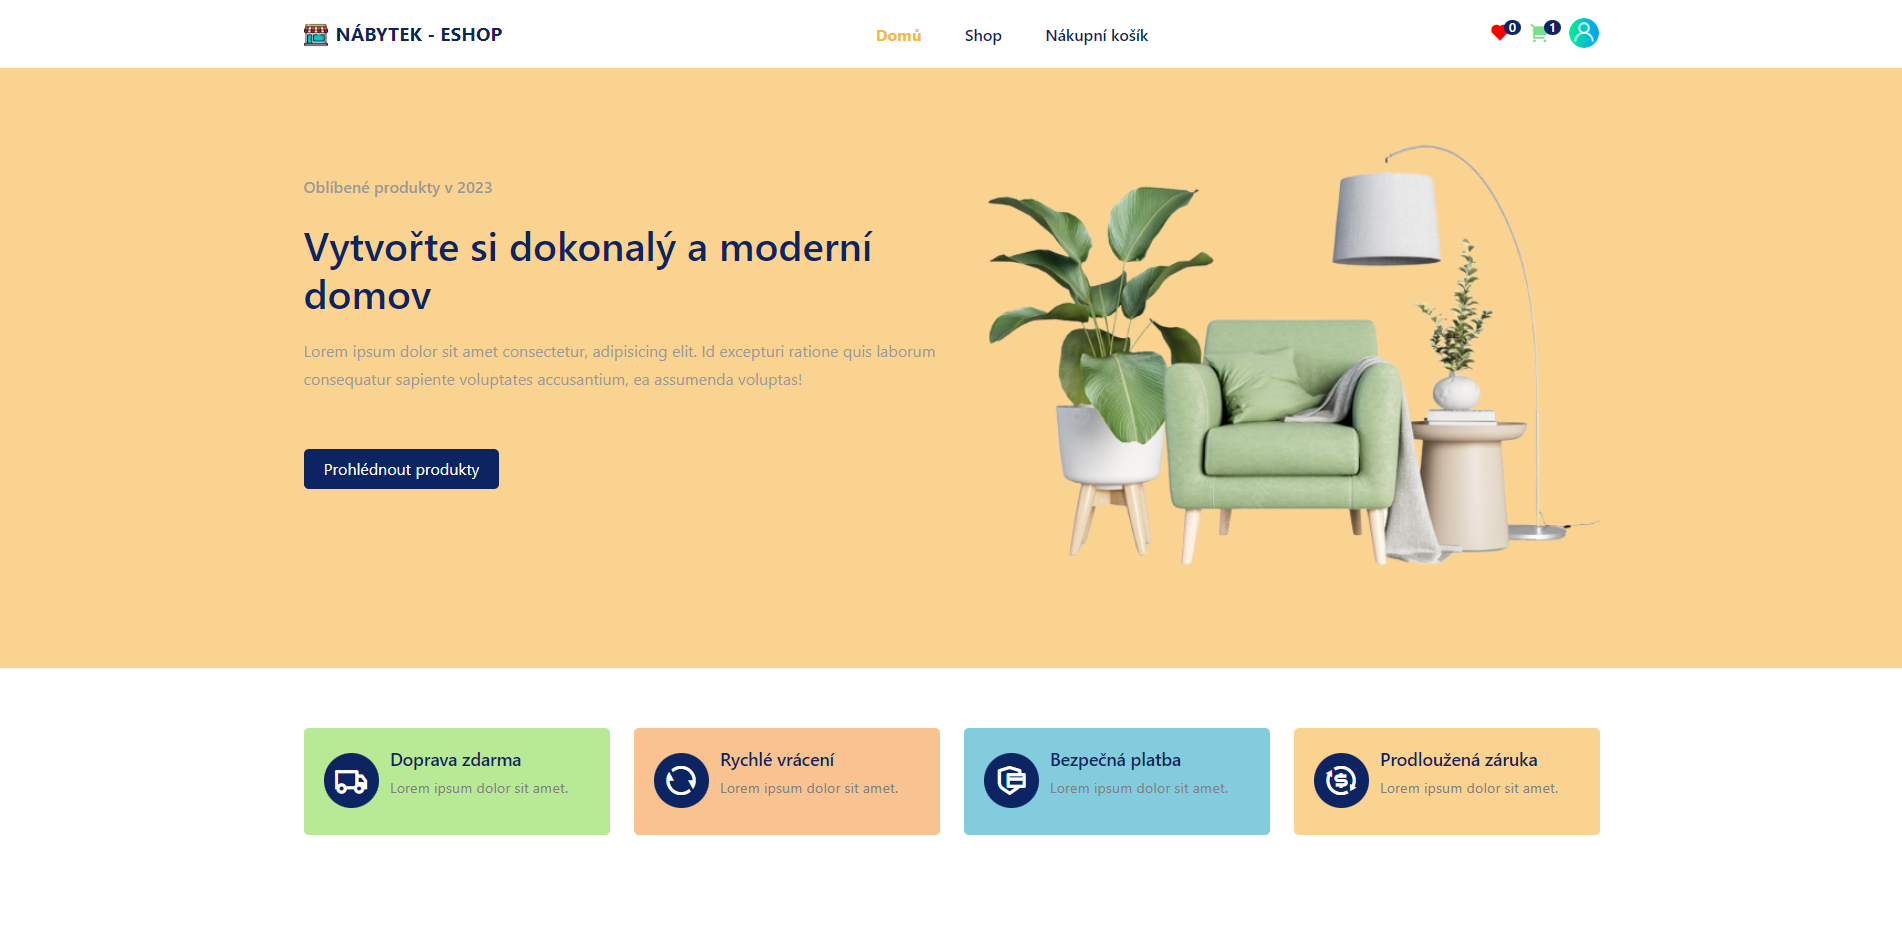 NÁBYTEK - ESHOP
Domů
Shop
Nákupní košík
0
1
Oblíbené produkty v 2023
Vytvořte si dokonalý a moderní
domov
Lorem ipsum dolor sit amet consectetur, adipisicing elit. Id excepturi ratione quis laborum
consequatur sapiente voluptates accusantium, ea assumenda voluptas!
Prohlédnout produkty
Doprava zdarma
Lorem ipsum dolor sit amet.
Rychlé vrácení
Lorem ipsum dolor sit amet.
Bezpečná platba
Lorem ipsum dolor sit amet.
Prodloužená záruka
Lorem ipsum dolor sit amet.